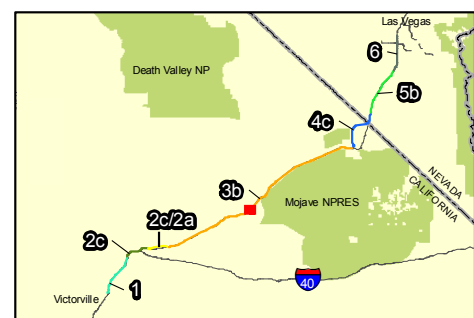 Las Vegas
6
Death Valley NP
5b
4c
NEVADA
CALIFORNIA
3b
Mojave NPRES
2c/2a
2c
40
1
Victorville